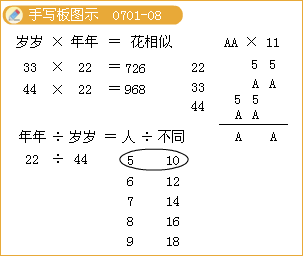 手写板图示 0701-08
岁岁 × 年年 = 花相似 AA × 11
33 × 22 = 726 22 5 5
33 A A
44 × 22 = 968 44 5 5
A A
年年 ÷ 岁岁 = 人 ÷ 不同 A A
22 ÷ 44 5 10
6 12
7 14
8 16
9 18